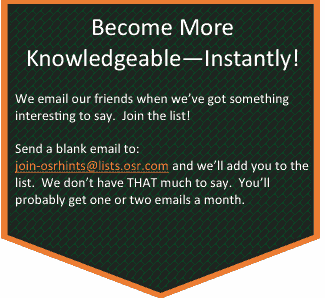 Become More
Knowledgeable—Instantly!
We email our friends when we've got something
interesting to say.  Join the list!
Send a blank email to:
join-osrhints@lists.osr.com and we'll add you to the
list.  We don't have THAT much to say.  You'll
probably get one or two emails a month.